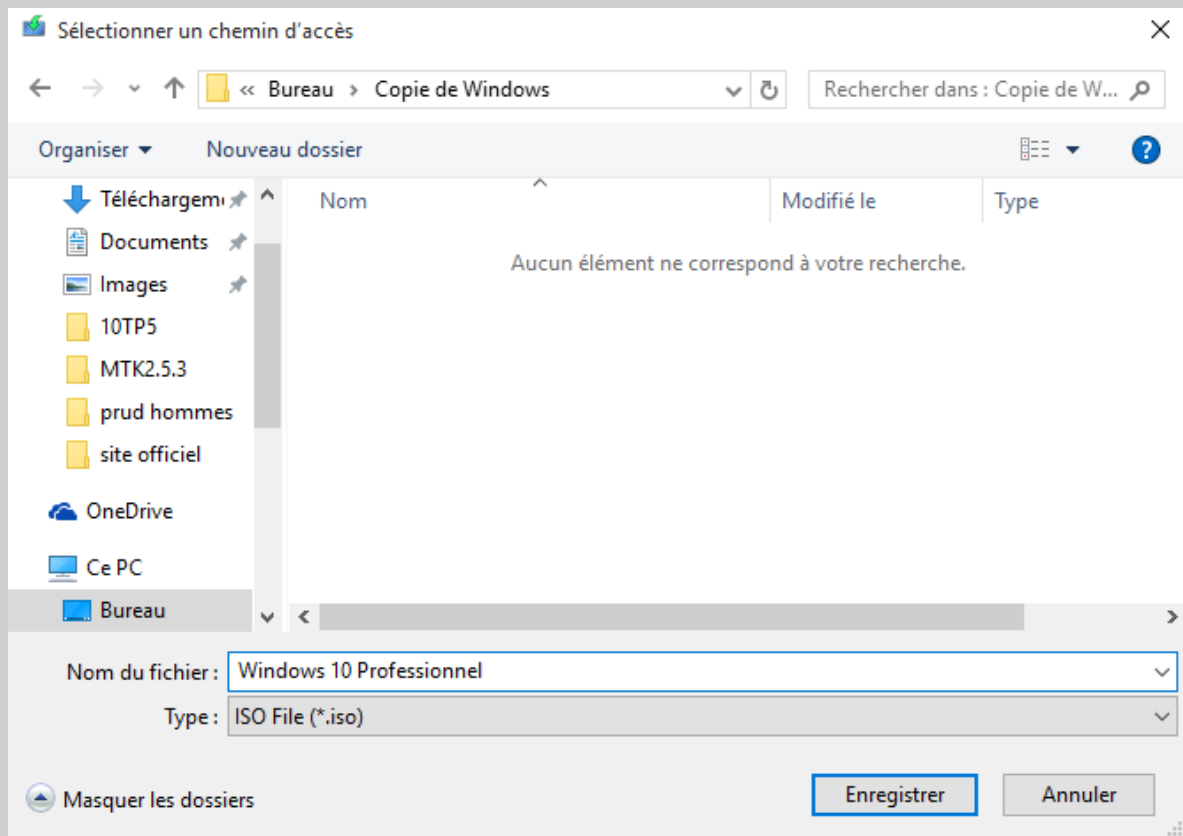 Sélectionner un chemin d'accès
« Bureau > Copie de Windows
Rechercher dans : Copie de W...
Organiser
Nouveau dossier
Nom
Modifié le
Type
Téléchargem
Documents
Images
10TP5
MTK2.5.3
prud hommes
site officiel
OneDrive
Ce PC
Bureau
Aucun élément ne correspond à votre recherche.
Nom du fichier : Windows 10 Professionnel
Type : ISO File (*.iso)
Masquer les dossiers
Enregistrer
Annuler